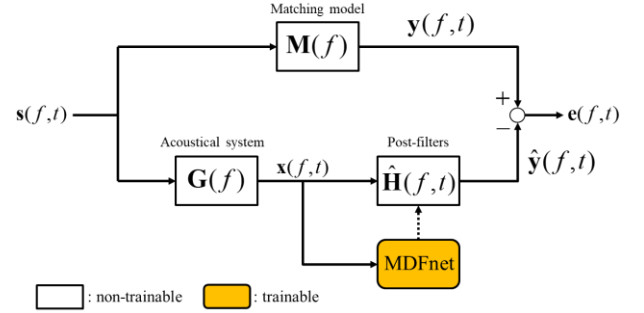 Matching model
M(f)
y(f,t)
s(f,t)
+
−
e(f,t)
Acoustical system
G(f)
x(f,t)
Post-filters
Ĥ(f,t)
ŷ(f,t)
MDFnet
: non-trainable
: trainable